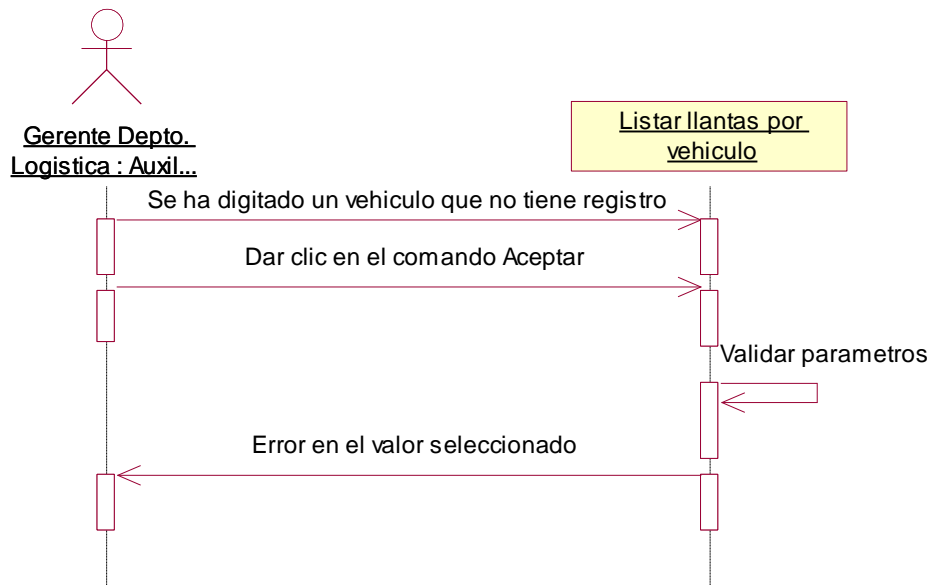 Gerente Depto.
Logistica : Auxil...
Listar llantas por
vehiculo
Se ha digitado un vehiculo que no tiene registro
Dar clic en el comando Aceptar
Validar parametros
Error en el valor seleccionado